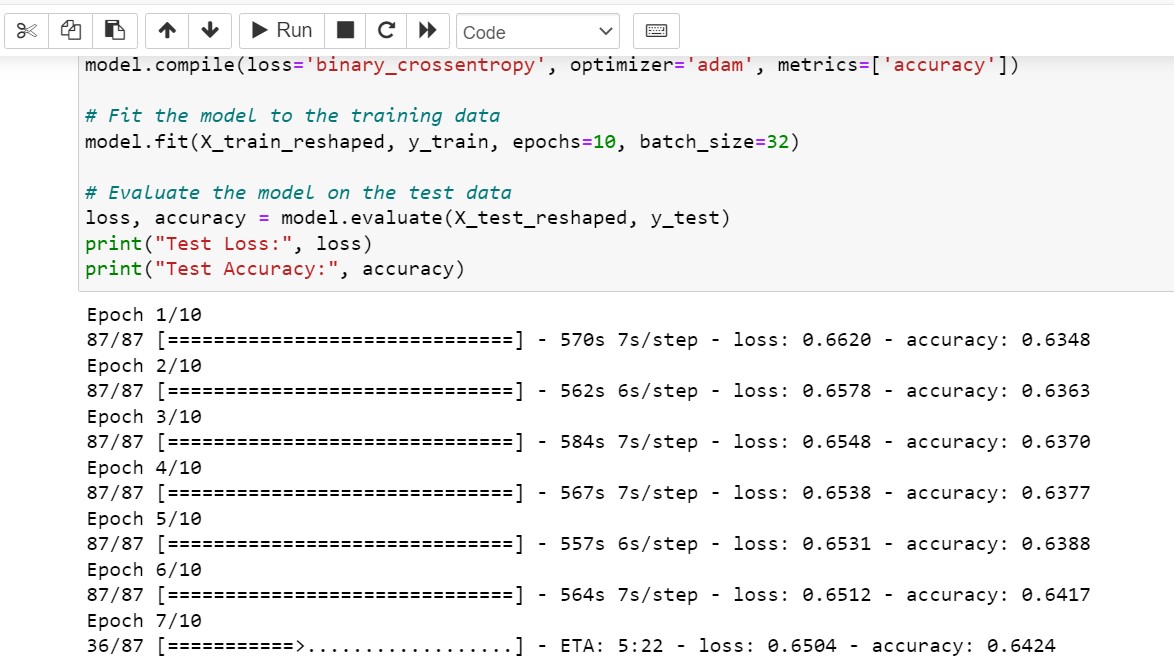 Run
Code
model.compile(loss='binary_crossentropy', optimizer='adam', metrics=['accuracy'])
# Fit the model to the training data
model.fit(X_train_reshaped, y_train, epochs=10, batch_size=32)
# Evaluate the model on the test data
loss, accuracy = model.evaluate(X_test_reshaped, y_test)
print("Test Loss:", loss)
print("Test Accuracy:", accuracy)
Epoch 1/10
87/87 [==============================] - 570s 7s/step - loss: 0.6620 - accuracy: 0.6348
Epoch 2/10
87/87 [==============================] - 562s 6s/step - loss: 0.6578 - accuracy: 0.6363
Epoch 3/10
87/87 [==============================] - 584s 7s/step - loss: 0.6548 - accuracy: 0.6370
Epoch 4/10
87/87 [==============================] - 567s 7s/step - loss: 0.6538 - accuracy: 0.6377
Epoch 5/10
87/87 [==============================] - 557s 6s/step - loss: 0.6531 - accuracy: 0.6388
Epoch 6/10
87/87 [==============================] - 564s 7s/step - loss: 0.6512 - accuracy: 0.6417
Epoch 7/10
36/87 [===========>..................] - ETA: 5:22 - loss: 0.6504 - accuracy: 0.6424